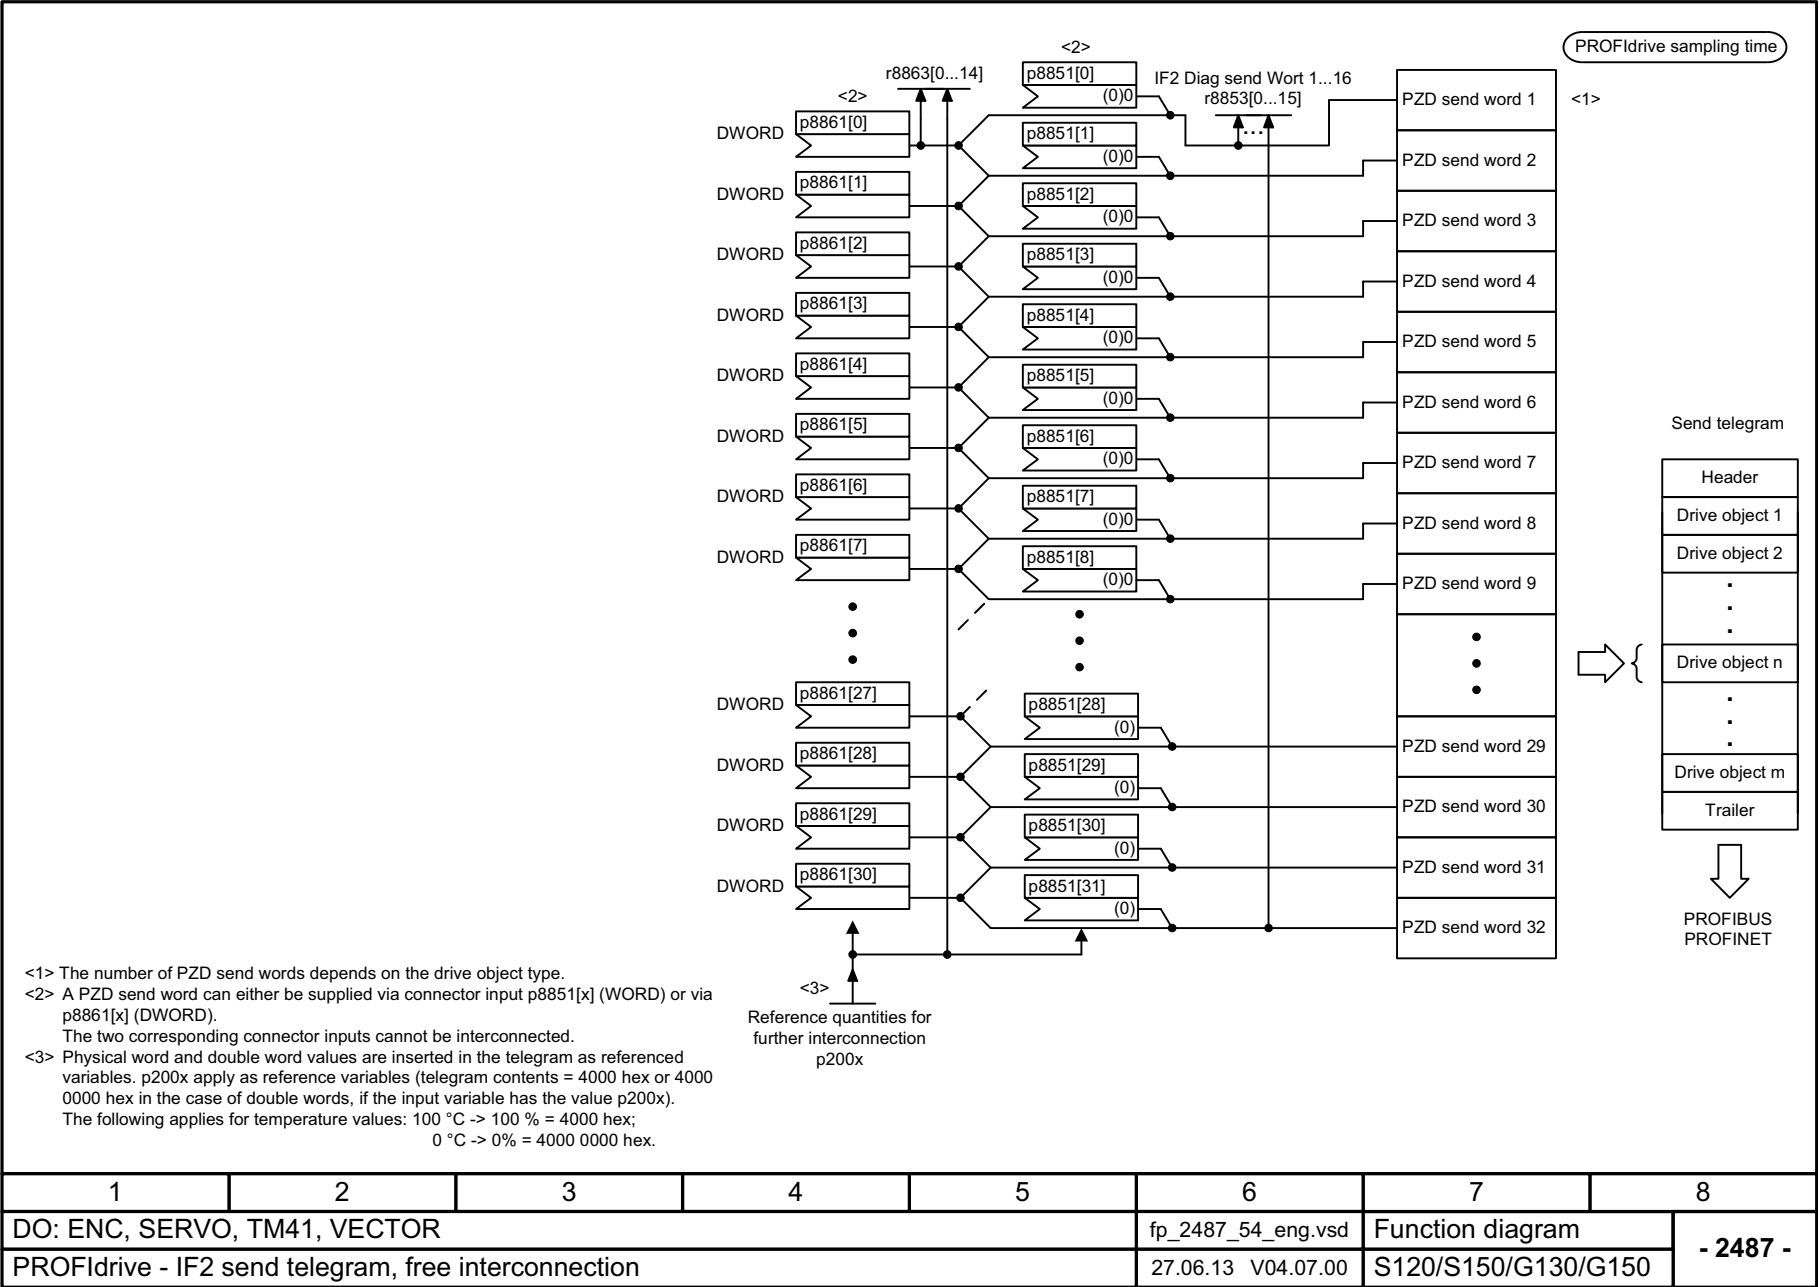 PROFIdrive sampling time
<2>
r8863[0...14]
<2>
IF2 Diag send Wort 1...16
r8853[0...15]
...
<1>
DWORD
p8861[0]
DWORD
p8861[1]
DWORD
p8861[2]
DWORD
p8861[3]
DWORD
p8861[4]
DWORD
p8861[5]
DWORD
p8861[6]
DWORD
p8861[7]
DWORD
p8861[27]
DWORD
p8861[28]
DWORD
p8861[29]
DWORD
p8861[30]
p8851[0]
(0)0
p8851[1]
(0)0
p8851[2]
(0)0
p8851[3]
(0)0
p8851[4]
(0)0
p8851[5]
(0)0
p8851[6]
(0)0
p8851[7]
(0)0
p8851[8]
(0)0
p8851[28]
(0)
p8851[29]
(0)
p8851[30]
(0)
p8851[31]
(0)
PZD send word 1
PZD send word 2
PZD send word 3
PZD send word 4
PZD send word 5
PZD send word 6
PZD send word 7
PZD send word 8
PZD send word 9
PZD send word 29
PZD send word 30
PZD send word 31
PZD send word 32
Send telegram
Header
Drive object 1
Drive object 2
Drive object n
{
Drive object m
Trailer
PROFIBUS
PROFINET
<3>
Reference quantities for
further interconnection
p200x
<1> The number of PZD send words depends on the drive object type.
<2> A PZD send word can either be supplied via connector input p8851[x] (WORD) or via
p8861[x] (DWORD).
The two corresponding connector inputs cannot be interconnected.
<3> Physical word and double word values are inserted in the telegram as referenced
variables. p200x apply as reference variables (telegram contents = 4000 hex or 4000
0000 hex in the case of double words, if the input variable has the value p200x).
The following applies for temperature values: 100 °C -> 100 % = 4000 hex;
0 °C -> 0% = 4000 0000 hex.
1 2 3 4 5 6 7 8
DO: ENC, SERVO, TM41, VECTOR
fp_2487_54_eng.vsd
Function diagram
- 2487 -
PROFIdrive - IF2 send telegram, free interconnection
27.06.13 V04.07.00
S120/S150/G130/G150